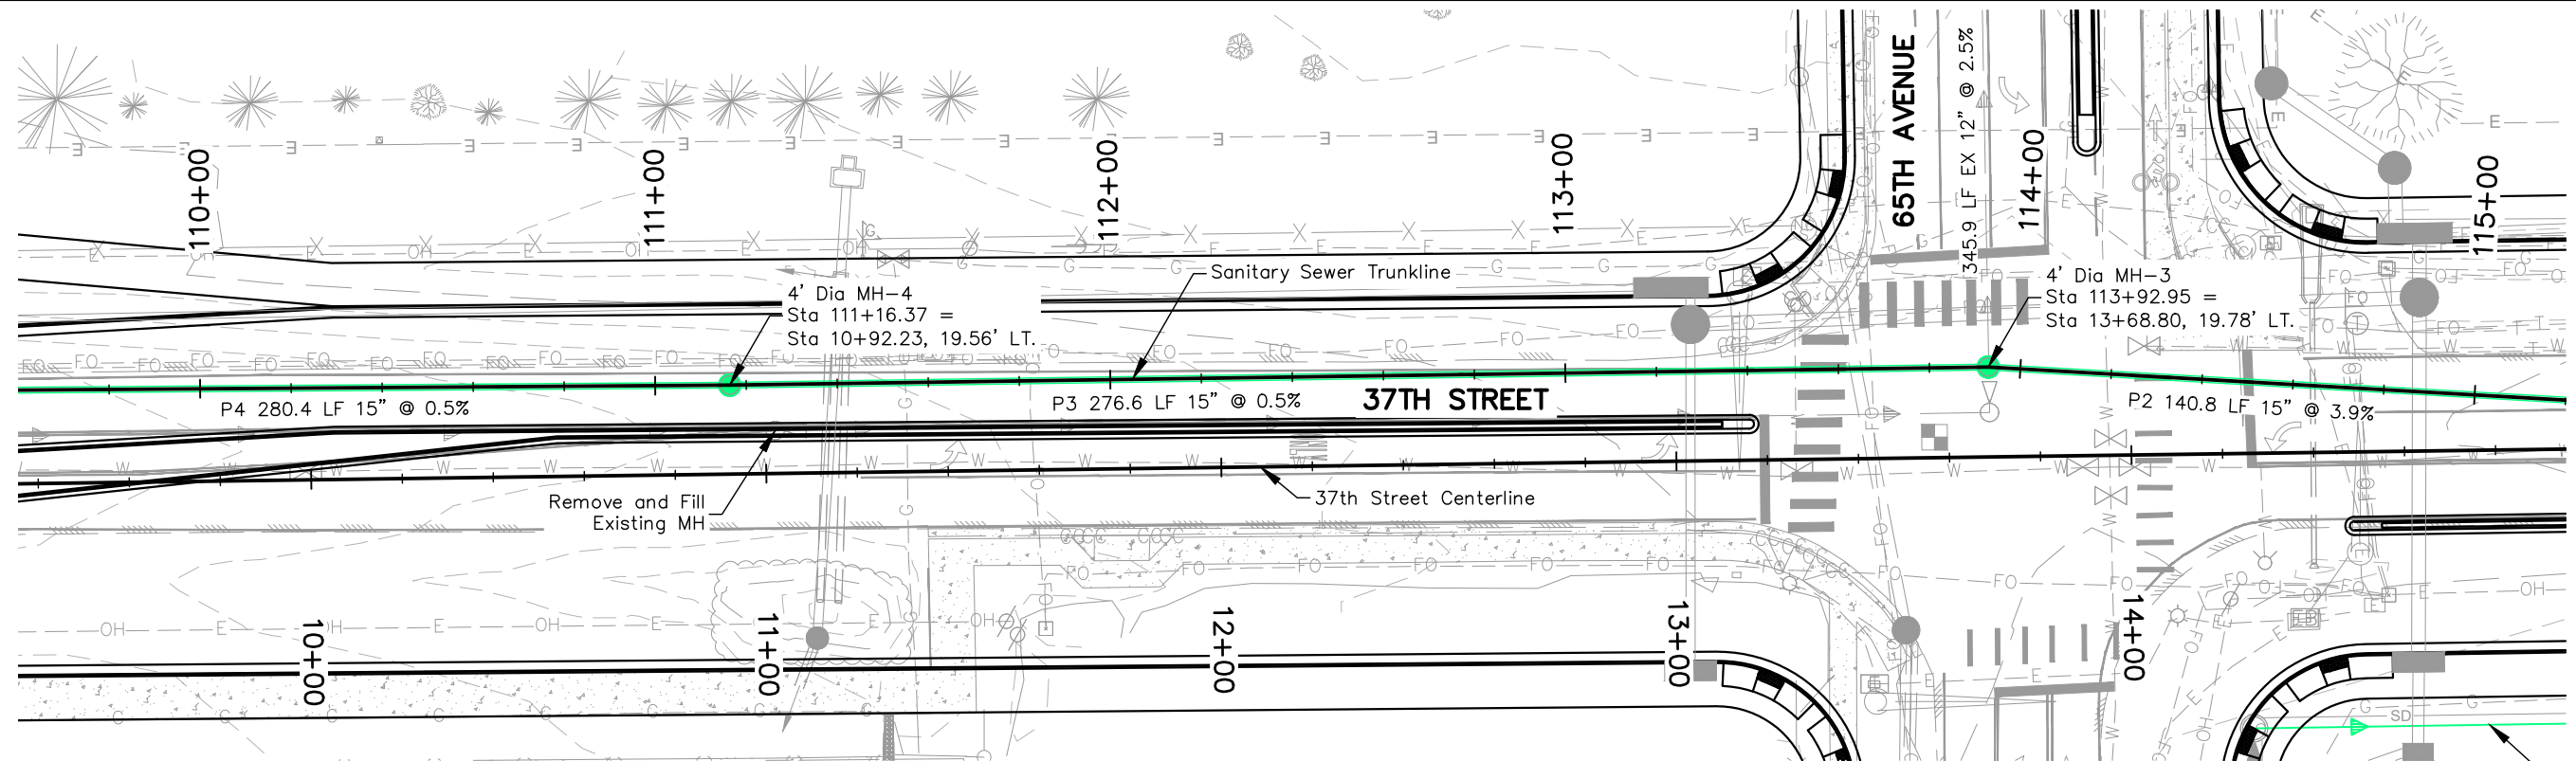 110+00
111+00
112+00
113+00
65TH AVENUE
345.9 LF EX 12" @ 2.5%
114+00
115+00
Sanitary Sewer Trunkline
4' Dia MH-4
Sta 111+16.37 =
Sta 10+92.23, 19.56' LT.
4' Dia MH-3
Sta 113+92.95 =
Sta 13+68.80, 19.78' LT.
P4 280.4 LF 15" @ 0.5%
P3 276.6 LF 15" @ 0.5%
37TH STREET
P2 140.8 LF 15" @ 3.9%
Remove and Fill
Existing MH
37th Street Centerline
10+00
11+00
12+00
13+00
14+00
SD